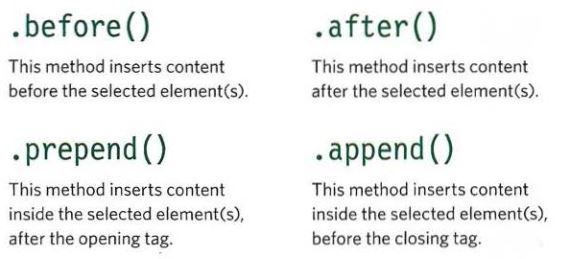 .before()
This method inserts content
before the selected element(s).
.after()
This method inserts content
after the selected element(s).
.prepend()
This method inserts content
inside the selected element(s),
after the opening tag.
.append()
This method inserts content
inside the selected element(s),
before the closing tag.